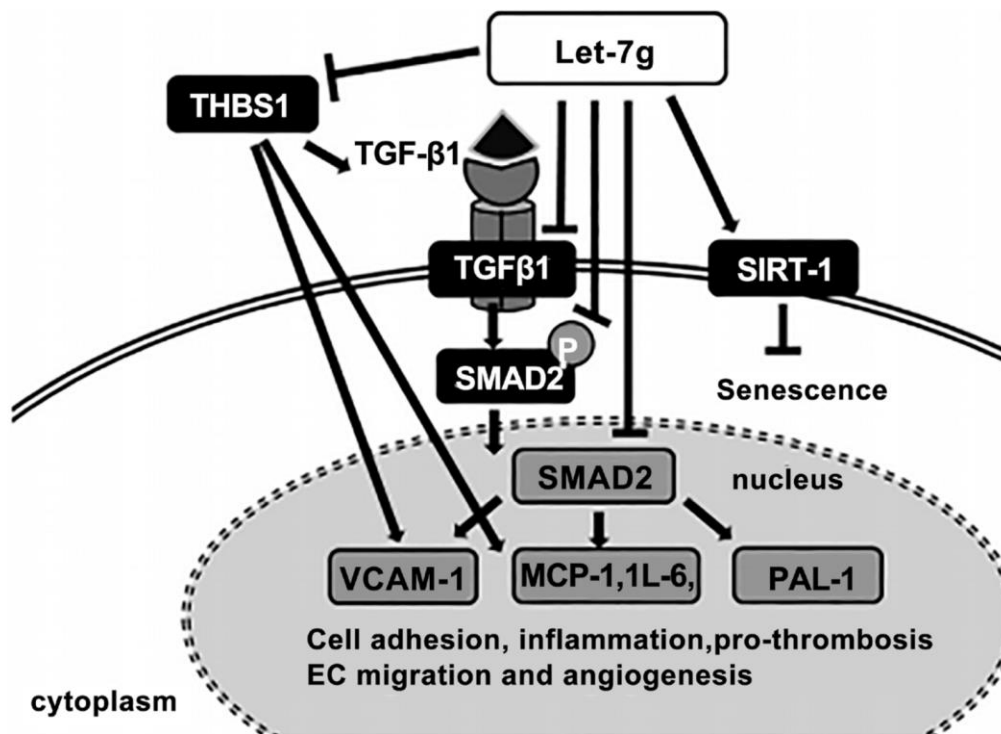 Let-7g
THBS1
TGF-β1
TGFβ1
SIRT-1
P
SMAD2
Senescence
SMAD2
nucleus
VCAM-1
MCP-1,1L-6,
PAL-1
Cell adhesion, inflammation,pro-thrombosis
EC migration and angiogenesis
cytoplasm